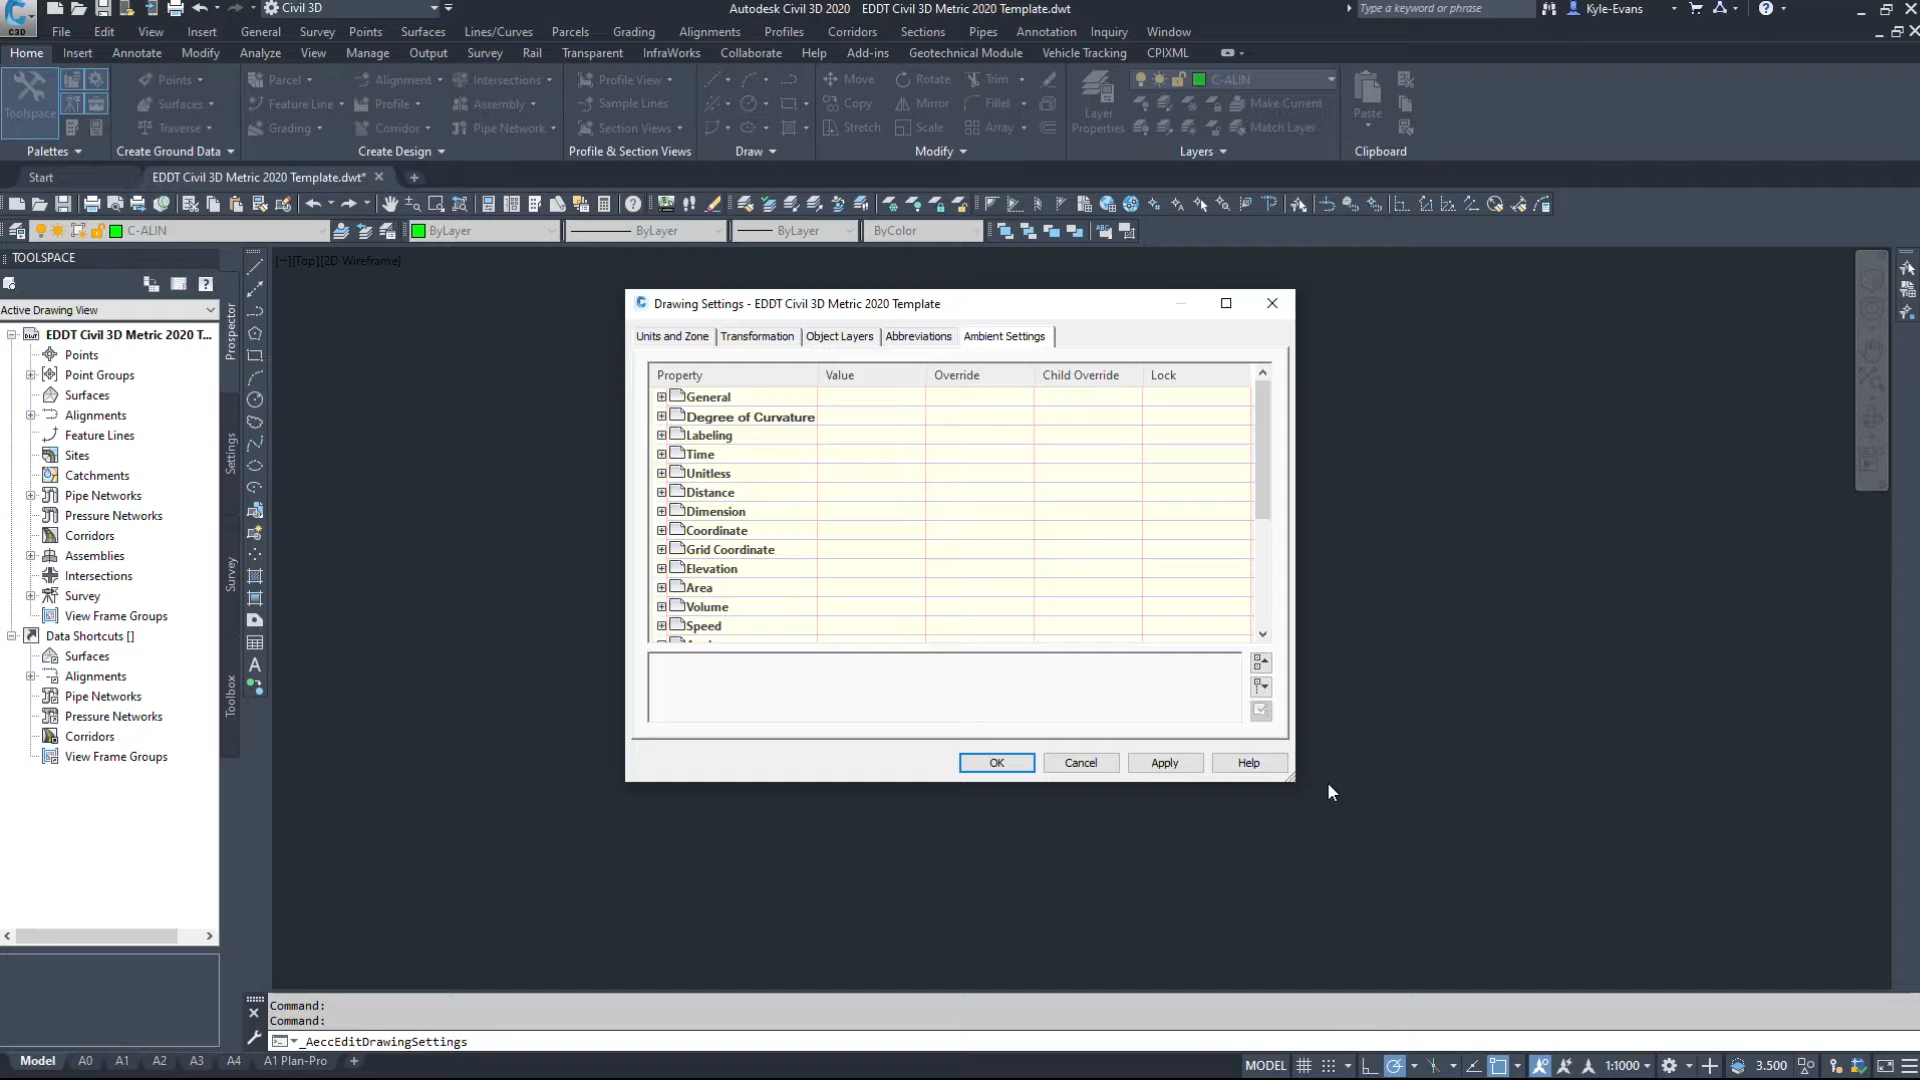 Civil 3D
Autodesk Civil 3D 2020 EDDT Civil 3D Metric 2020 Template.dwt
Type a keyword or phrase
Kyle-Evans
C3D
File Edit View Insert General Survey Points Surfaces Lines/Curves Parcels Grading Alignments Profiles Corridors Sections Pipes Annotation Inquiry Window
Home Insert Annotate Modify Analyze View Manage Output Survey Rail Transparent InfraWorks Collaborate Help Add-ins Geotechnical Module Vehicle Tracking CPIXML
Toolspace
Points
Surfaces
Traverse
Parcel
Feature Line
Grading
Alignment
Profile
Corridor
Intersections
Assembly
Pipe Network
Profile View
Sample Lines
Section Views
Move
Copy
Stretch
Rotate
Mirror
Scale
Trim
Fillet
Array
Layer
Properties
C-ALIN
Make Current
Match Layer
Paste
Palettes
Create Ground Data
Create Design
Profile & Section Views
Draw
Modify
Layers
Clipboard
Start
EDDT Civil 3D Metric 2020 Template.dwt*
C-ALIN
ByLayer
ByLayer
ByLayer
ByColor
TOOLSPACE
Active Drawing View
EDDT Civil 3D Metric 2020 T...
Points
Point Groups
Surfaces
Alignments
Feature Lines
Sites
Catchments
Pipe Networks
Pressure Networks
Corridors
Assemblies
Intersections
Survey
View Frame Groups
Data Shortcuts []
Surfaces
Alignments
Pipe Networks
Pressure Networks
Corridors
View Frame Groups
Prospector
Settings
Survey
Toolbox
[−][Top][2D Wireframe]
Drawing Settings - EDDT Civil 3D Metric 2020 Template
Units and Zone
Transformation
Object Layers
Abbreviations
Ambient Settings
Property Value Override Child Override Lock
General
Degree of Curvature
Labeling
Time
Unitless
Distance
Dimension
Coordinate
Grid Coordinate
Elevation
Area
Volume
Speed
OK
Cancel
Apply
Help
Command:
Command:
_AeccEditDrawingSettings
Model A0 A1 A2 A3 A4 A1 Plan-Pro
MODEL
1:1000
3.500